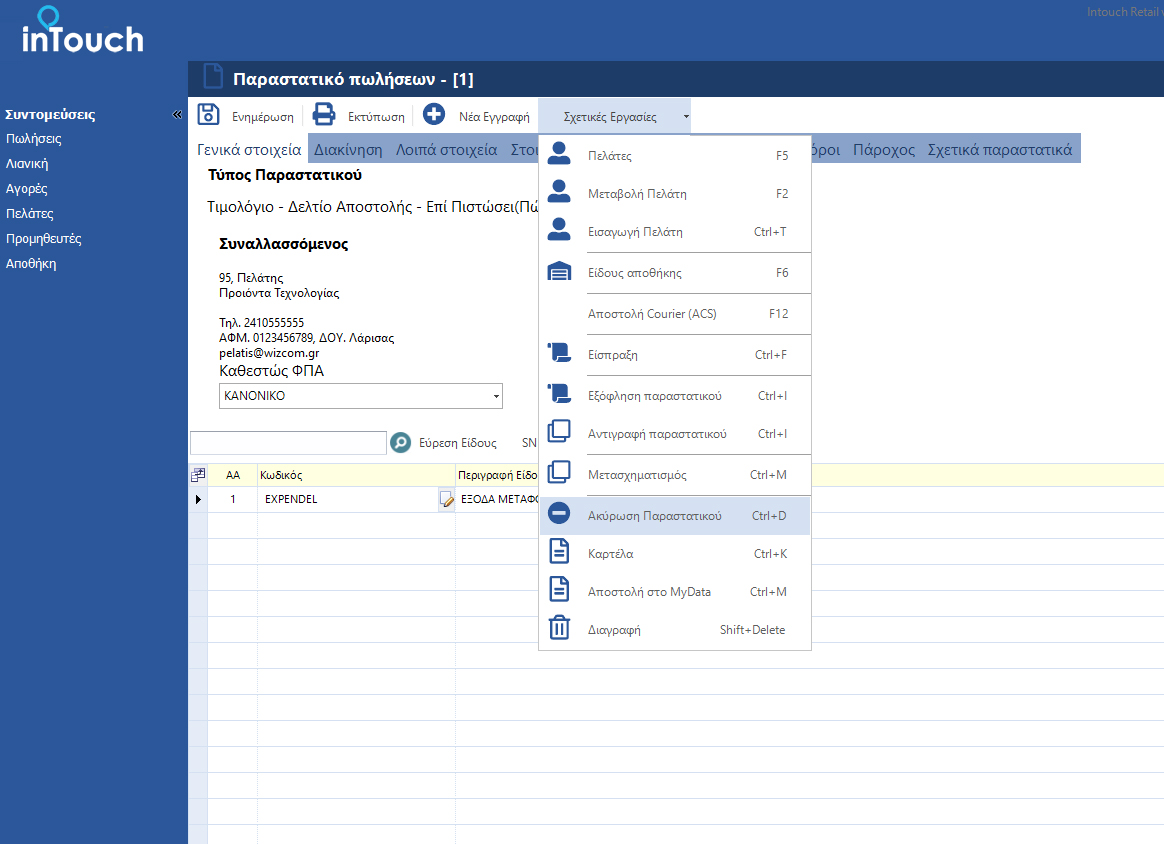 Intouch Retail
inTouch
Παραστατικό πωλήσεων - [1]
Συντομεύσεις «
Πωλήσεις
Λιανική
Αγορές
Πελάτες
Προμηθευτές
Αποθήκη
Ενημέρωση Εκτύπωση Νέα Εγγραφή Σχετικές Εργασίες
Γενικά στοιχεία Διακίνηση Λοιπά στοιχεία Πάροχος Σχετικά παραστατικά
Τύπος Παραστατικού
Τιμολόγιο - Δελτίο Αποστολής - Επί Πιστώσει(Πώ
Συναλλασσόμενος
95, Πελάτης
Προιόντα Τεχνολογίας
Τηλ. 2410555555
ΑΦΜ. 0123456789, ΔΟΥ. Λάρισας
pelatis@wizcom.gr
Καθεστώς ΦΠΑ
ΚΑΝΟΝΙΚΟ
Εύρεση Είδους SN
ΑΑ Κωδικός Περιγραφή Είδο
1 EXPENDEL ΕΞΟΔΑ ΜΕΤΑΦΟ
Πελάτες F5
Μεταβολή Πελάτη F2
Εισαγωγή Πελάτη Ctrl+T
Είδους αποθήκης F6
Αποστολή Courier (ACS) F12
Είσπραξη Ctrl+F
Εξόφληση παραστατικού Ctrl+I
Αντιγραφή παραστατικού Ctrl+I
Μετασχηματισμός Ctrl+M
Ακύρωση Παραστατικού Ctrl+D
Καρτέλα Ctrl+K
Αποστολή στο MyData Ctrl+M
Διαγραφή Shift+Delete